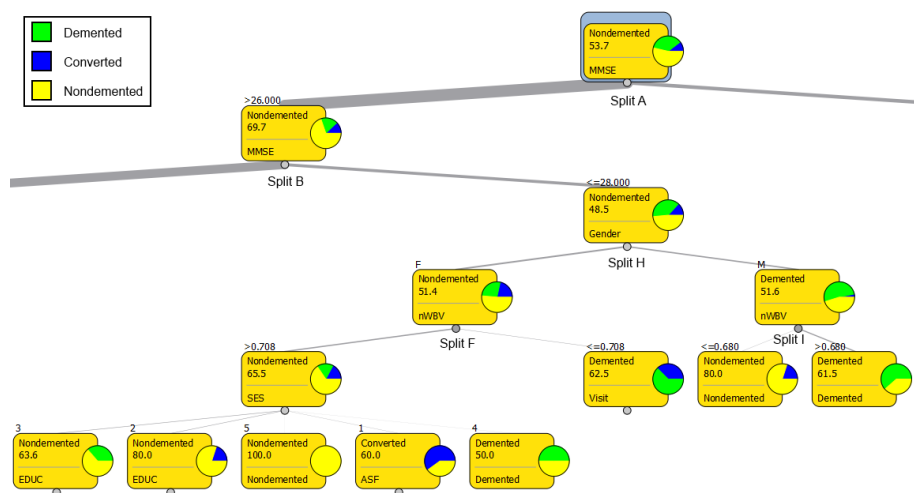 Demented
Converted
Nondemented
Nondemented
53.7
MMSE
Split A
>26.000
Nondemented
69.7
MMSE
Split B
<=28.000
Nondemented
48.5
Gender
Split H
F
Nondemented
51.4
nWBV
Split F
M
Demented
51.6
nWBV
Split I
>0.708
Nondemented
65.5
SES
<=0.708
Demented
62.5
Visit
<=0.680
Nondemented
80.0
Nondemented
>0.680
Demented
61.5
Demented
3
Nondemented
63.6
EDUC
2
Nondemented
80.0
EDUC
5
Nondemented
100.0
Nondemented
1
Converted
60.0
ASF
4
Demented
50.0
Demented